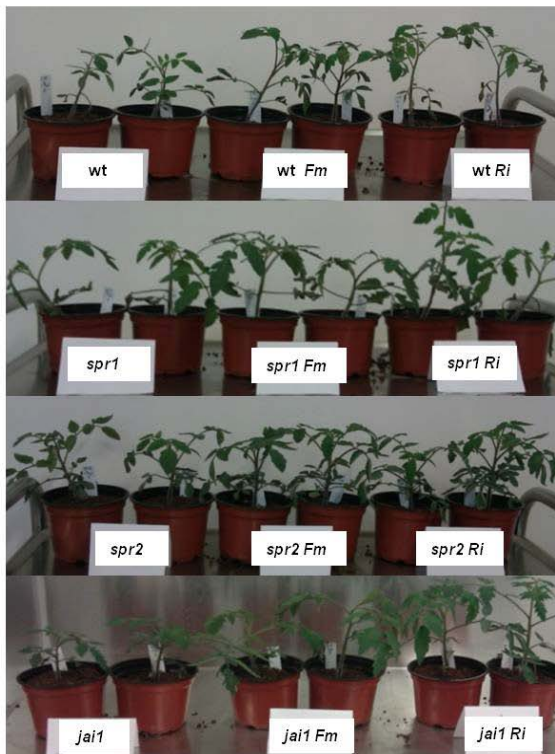 wt
wt Fm
wt Ri
spr1
spr1 Fm
spr1 Ri
spr2
spr2 Fm
spr2 Ri
jai1
jai1 Fm
jai1 Ri